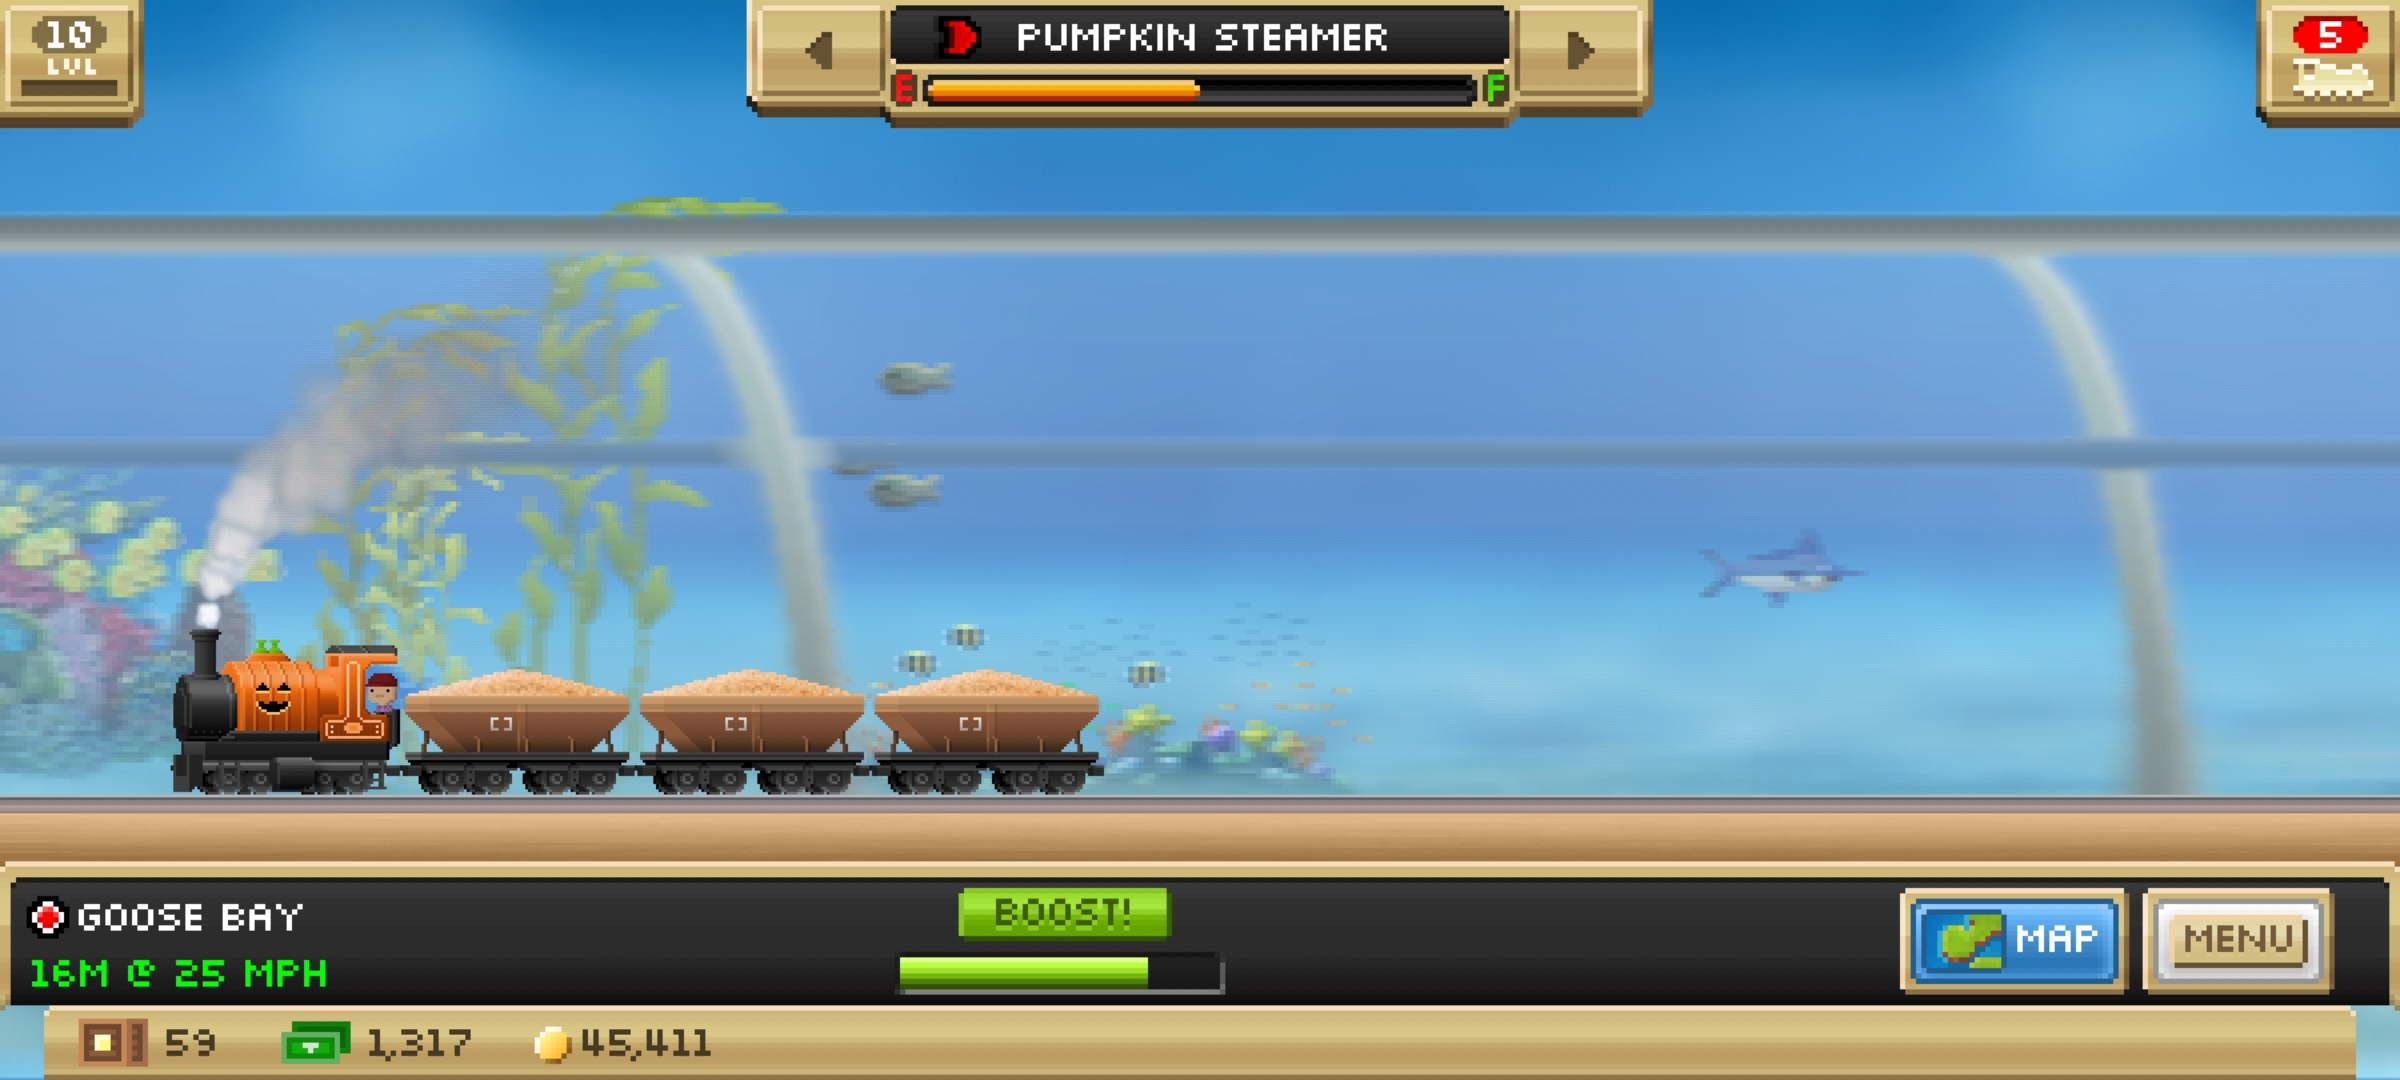 10
LVL
PUMPKIN STEAMER
E F
5
GOOSE BAY
16M @ 25 MPH
BOOST!
MAP
MENU
59
1,317
45,411